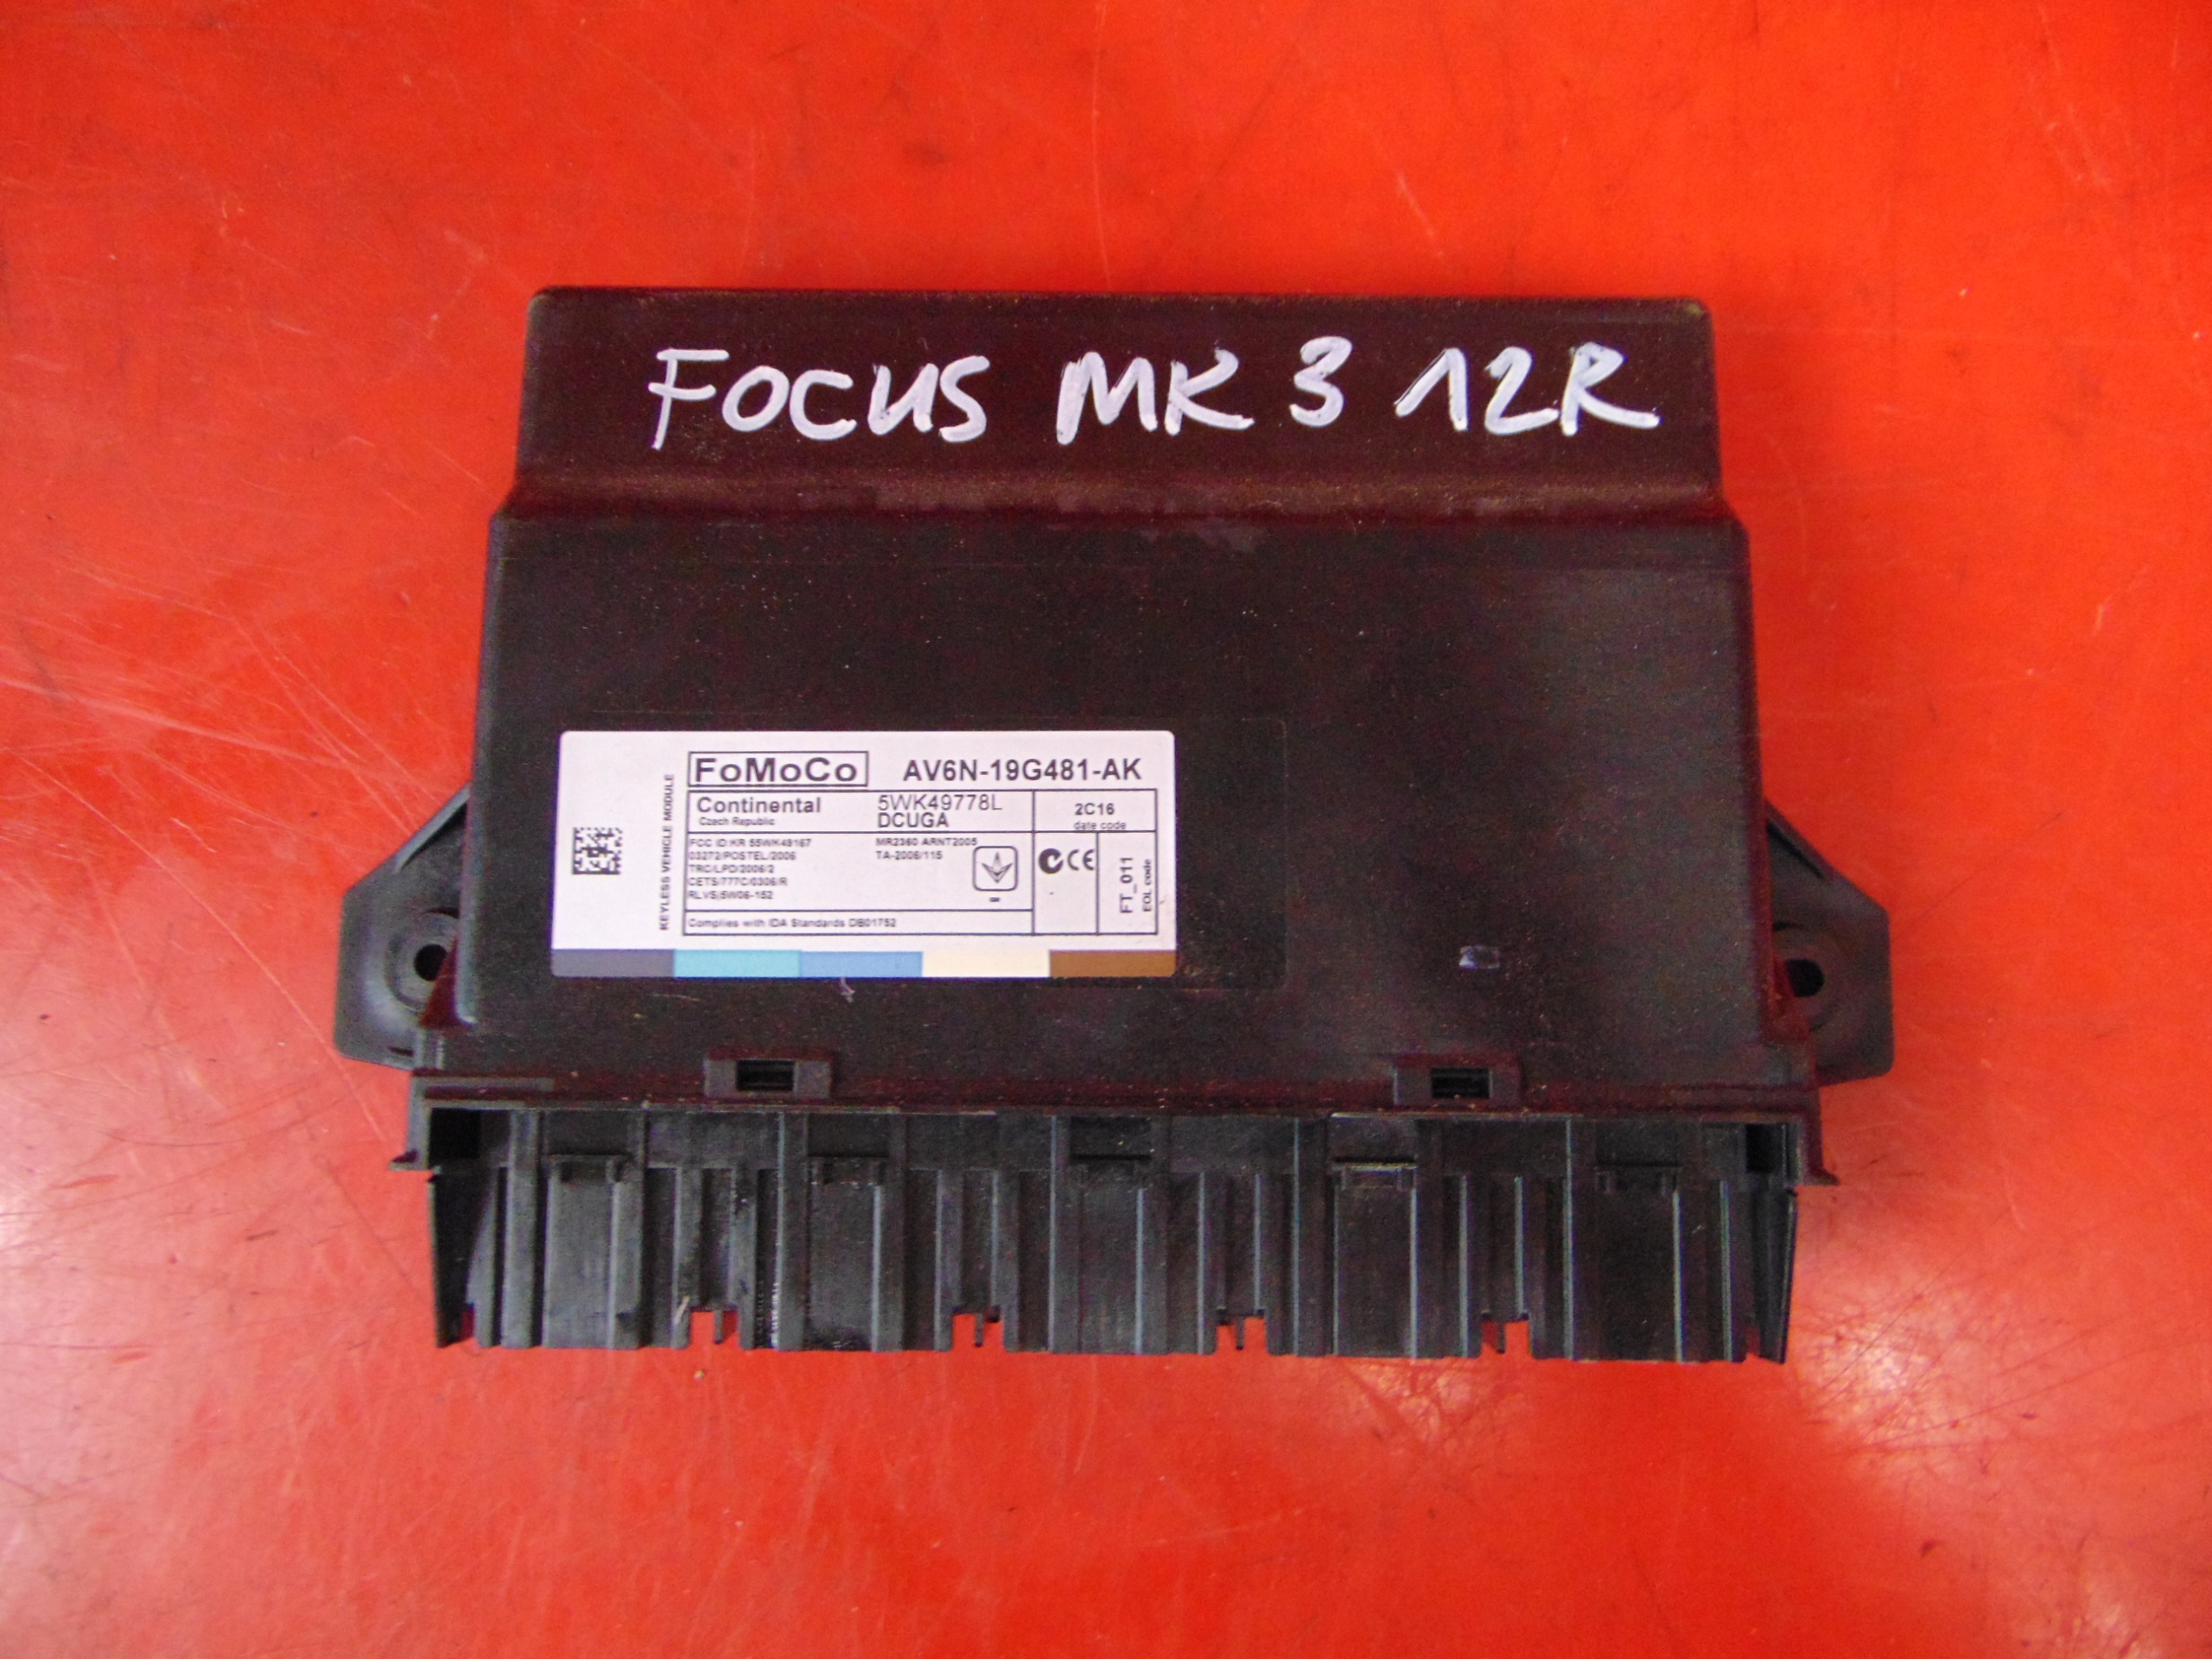 FOCUS MK 3 12R
KEYLESS VEHICLE MODULE
FoMoCo AV6N-19G481-AK
Continental 5WK49778L
Czech Republic DCUGA
2C16
date code
FCC ID:KR 55WK49167 MR2360 ARNT2005
03272/POSTEL/2006 TA-2006/115
TRC/LPD/2006/2
CETS/777C/0306/R
RLVS/5W06-152
Complies with IDA Standards DB01752
CE
FT_011
EOL code